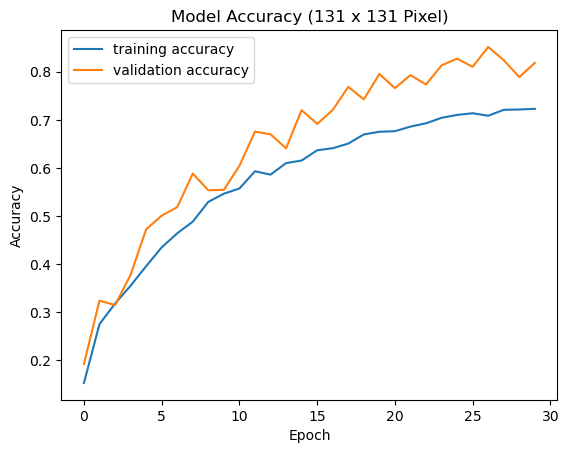 Model Accuracy (131 x 131 Pixel)
training accuracy
validation accuracy
Accuracy
0.8
0.7
0.6
0.5
0.4
0.3
0.2
0 5 10 15 20 25 30
Epoch